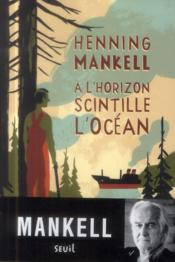 HENNING
MANKELL
À L'HORIZON
SCINTILLE
L'OCÉAN
MANKELL
SEUIL